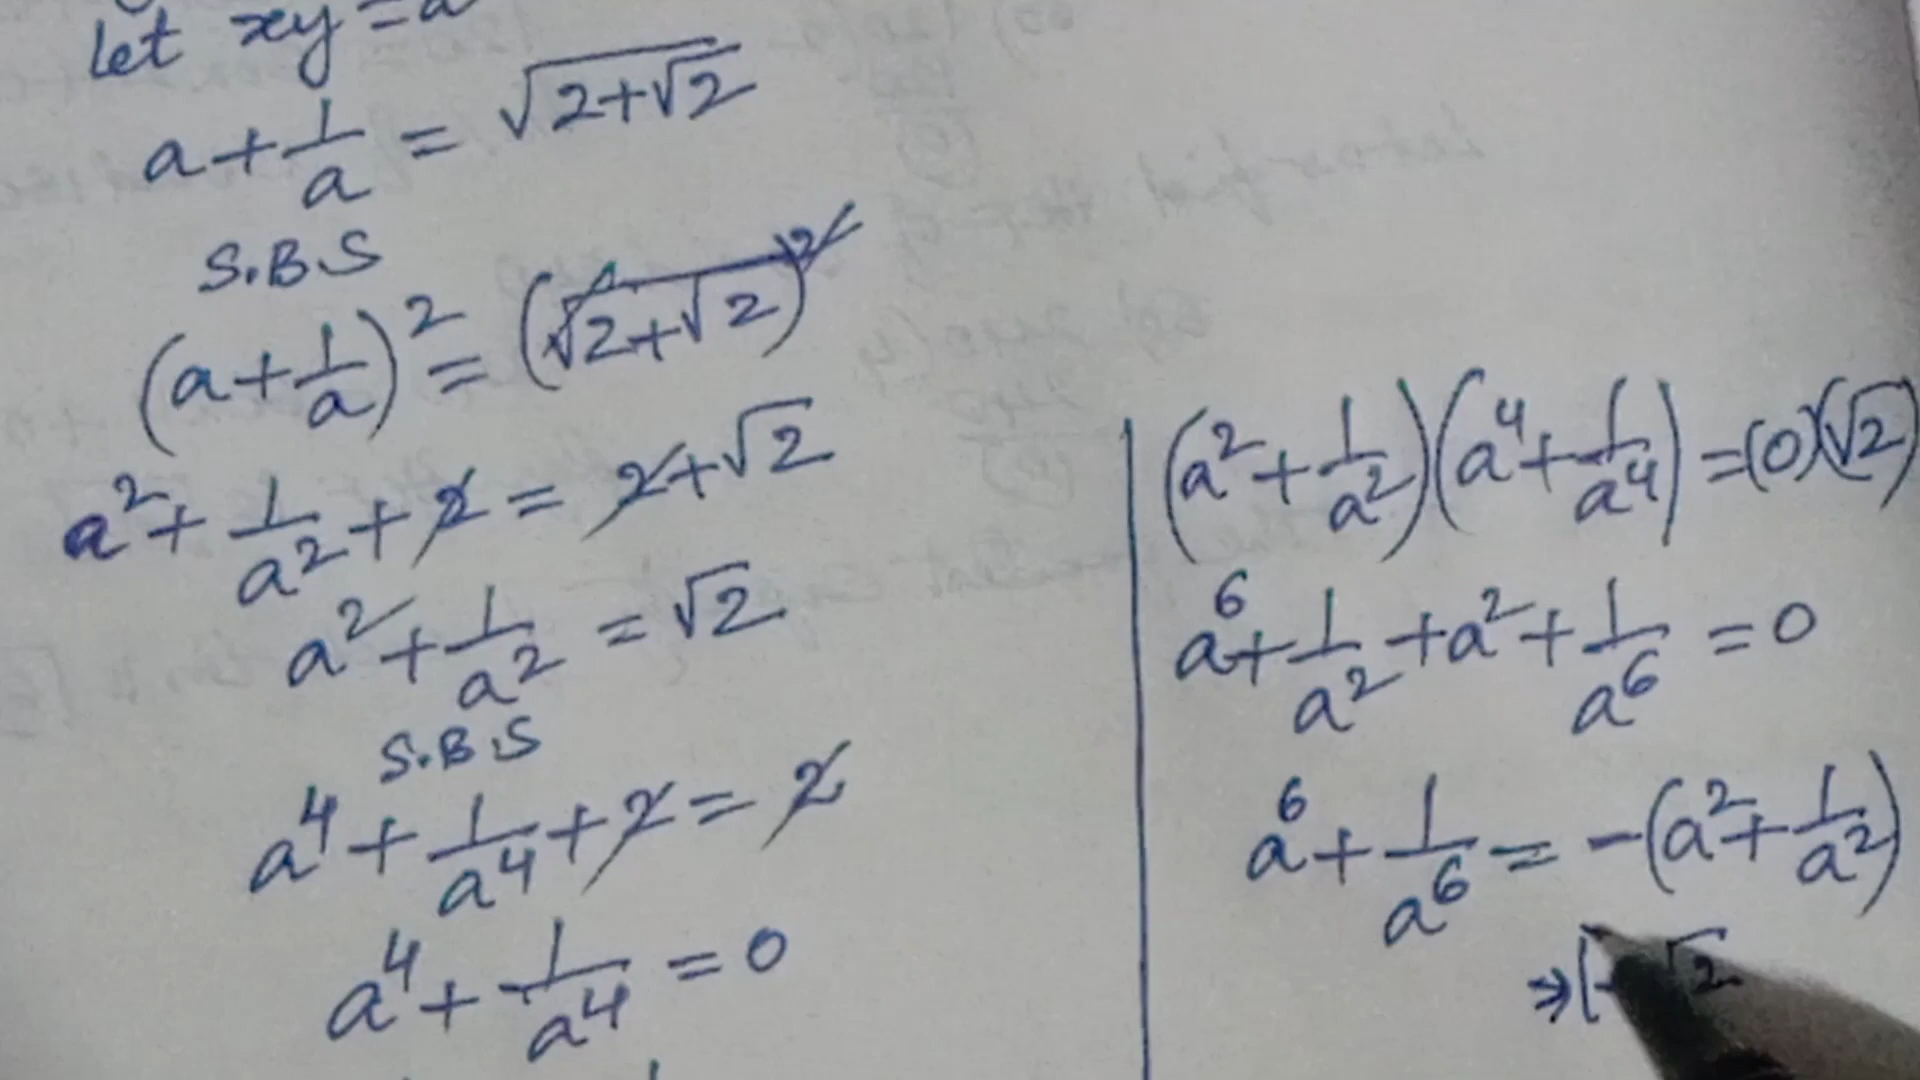 let xy = a
a + 1/a = √(2+√2)
S.B.S
(a + 1/a)² = (√(2+√2))²
a² + 1/a² + 2 = 2 + √2
a² + 1/a² = √2
S.B.S
a⁴ + 1/a⁴ + 2 = 2
a⁴ + 1/a⁴ = 0
(a² + 1/a²)(a⁴ + 1/a⁴) = (0)(√2)
a⁶ + 1/a² + a² + 1/a⁶ = 0
a⁶ + 1/a⁶ = -(a² + 1/a²)
⇒ -√2